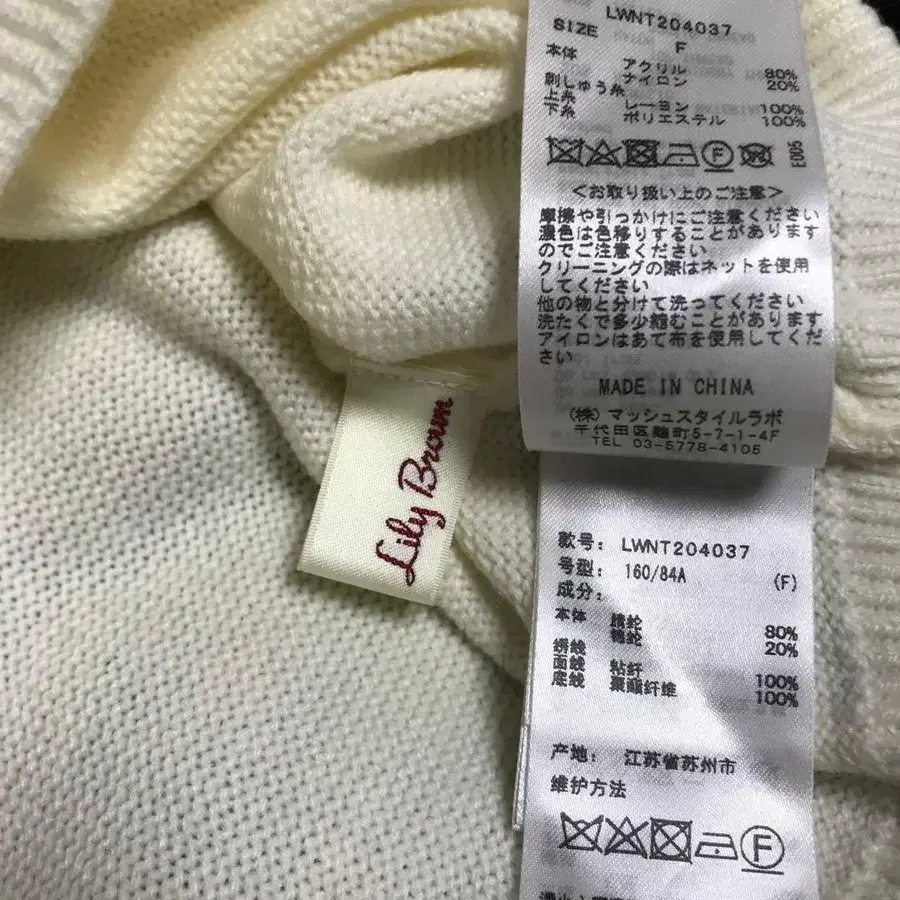 LWNT204037
SIZE F
本体 アクリル 80%
ナイロン 20%
刺しゅう糸
上糸 レーヨン 100%
下糸 ポリエステル 100%
E006
<お取り扱い上のご注意>
摩擦や引っかけにご注意ください
濃色は色移りすることがあります
のでご注意ください
クリーニングの際はネットを使用
してください
他の物と分けて洗ってください
洗たくで多少縮むことがあります
アイロンはあて布を使用してくだ
さい
MADE IN CHINA
(株)マッシュスタイルラボ
千代田区麹町5-7-1-4F
TEL 03-5778-4105
Lily Brown
款号: LWNT204037
号型: 160/84A (F)
成分:
本体 腈纶 80%
锦纶 20%
绣线
面线 粘纤 100%
底线 聚酯纤维 100%
产地: 江苏省苏州市
维护方法
F